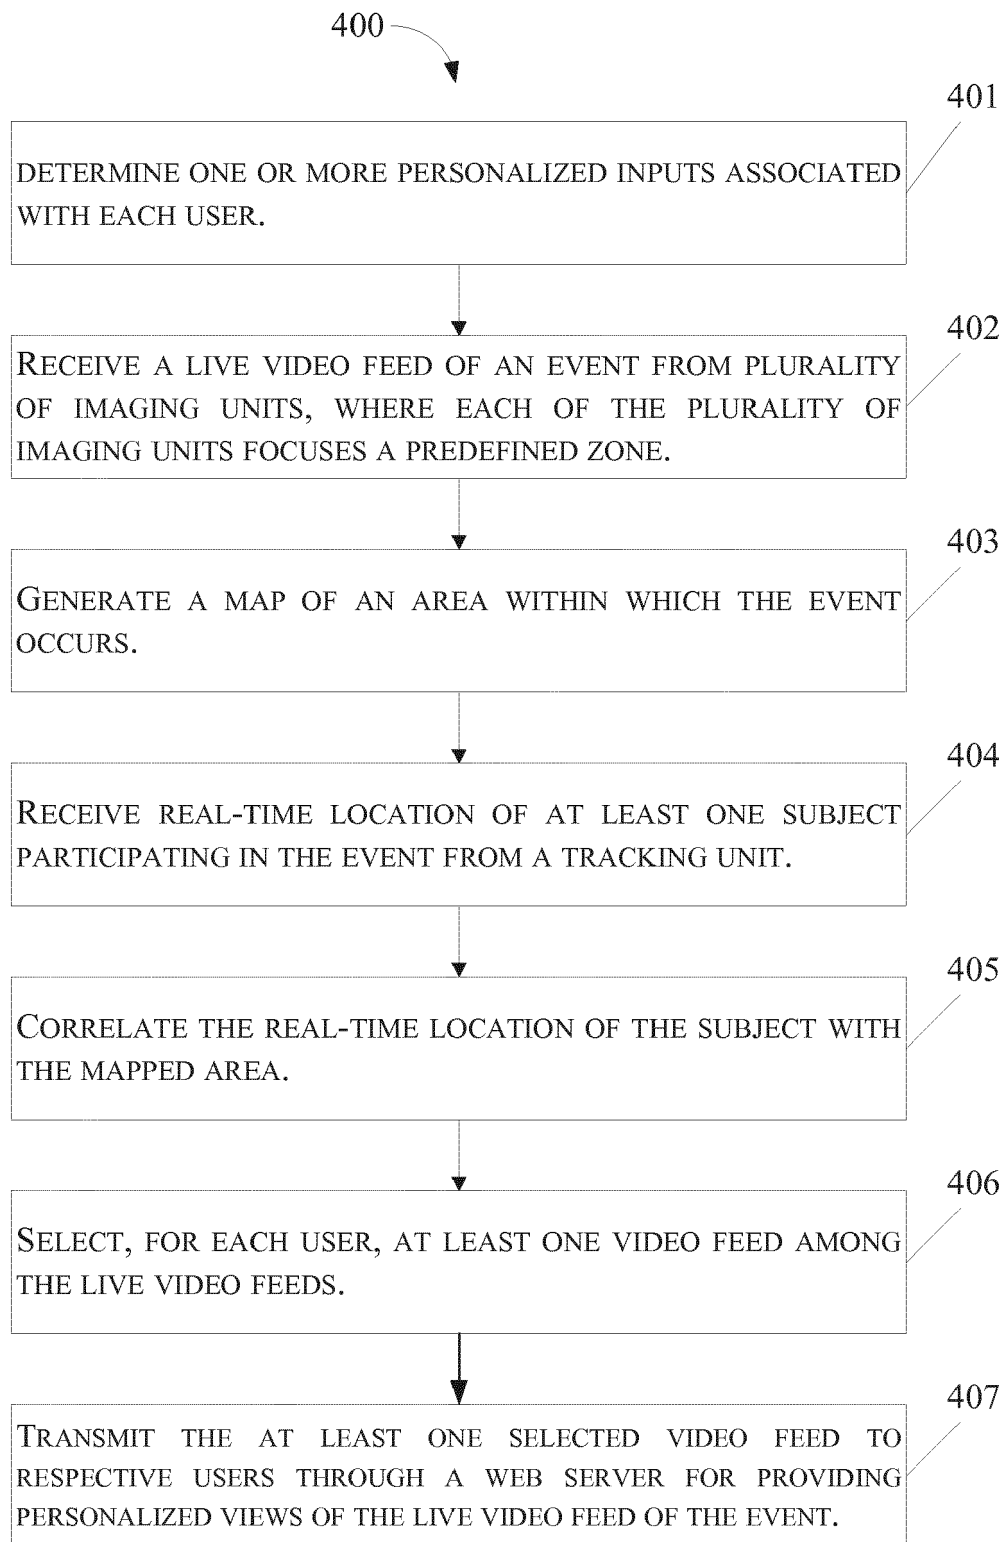 400
401
DETERMINE ONE OR MORE PERSONALIZED INPUTS ASSOCIATED
WITH EACH USER.
402
RECEIVE A LIVE VIDEO FEED OF AN EVENT FROM PLURALITY
OF IMAGING UNITS, WHERE EACH OF THE PLURALITY OF
IMAGING UNITS FOCUSES A PREDEFINED ZONE.
403
GENERATE A MAP OF AN AREA WITHIN WHICH THE EVENT
OCCURS.
404
RECEIVE REAL-TIME LOCATION OF AT LEAST ONE SUBJECT
PARTICIPATING IN THE EVENT FROM A TRACKING UNIT.
405
CORRELATE THE REAL-TIME LOCATION OF THE SUBJECT WITH
THE MAPPED AREA.
406
SELECT, FOR EACH USER, AT LEAST ONE VIDEO FEED AMONG
THE LIVE VIDEO FEEDS.
407
TRANSMIT THE AT LEAST ONE SELECTED VIDEO FEED TO
RESPECTIVE USERS THROUGH A WEB SERVER FOR PROVIDING
PERSONALIZED VIEWS OF THE LIVE VIDEO FEED OF THE EVENT.